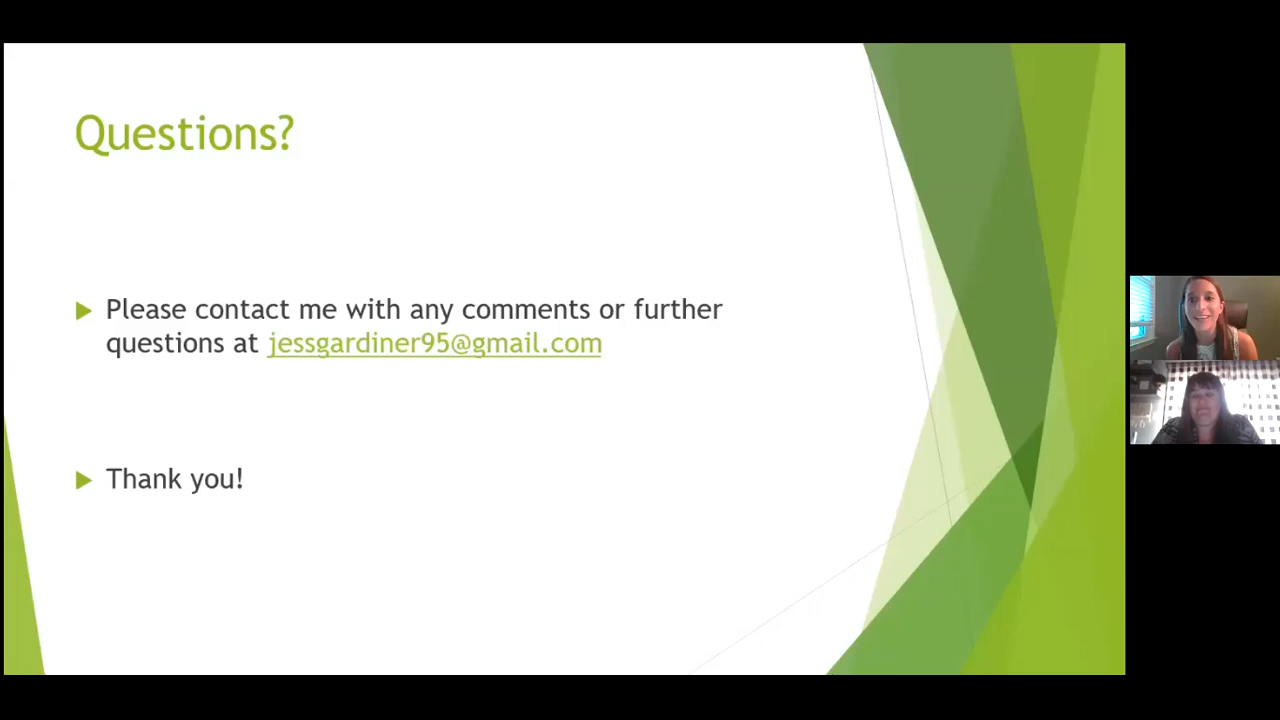 Questions?
Please contact me with any comments or further
questions at jessgardiner95@gmail.com
Thank you!